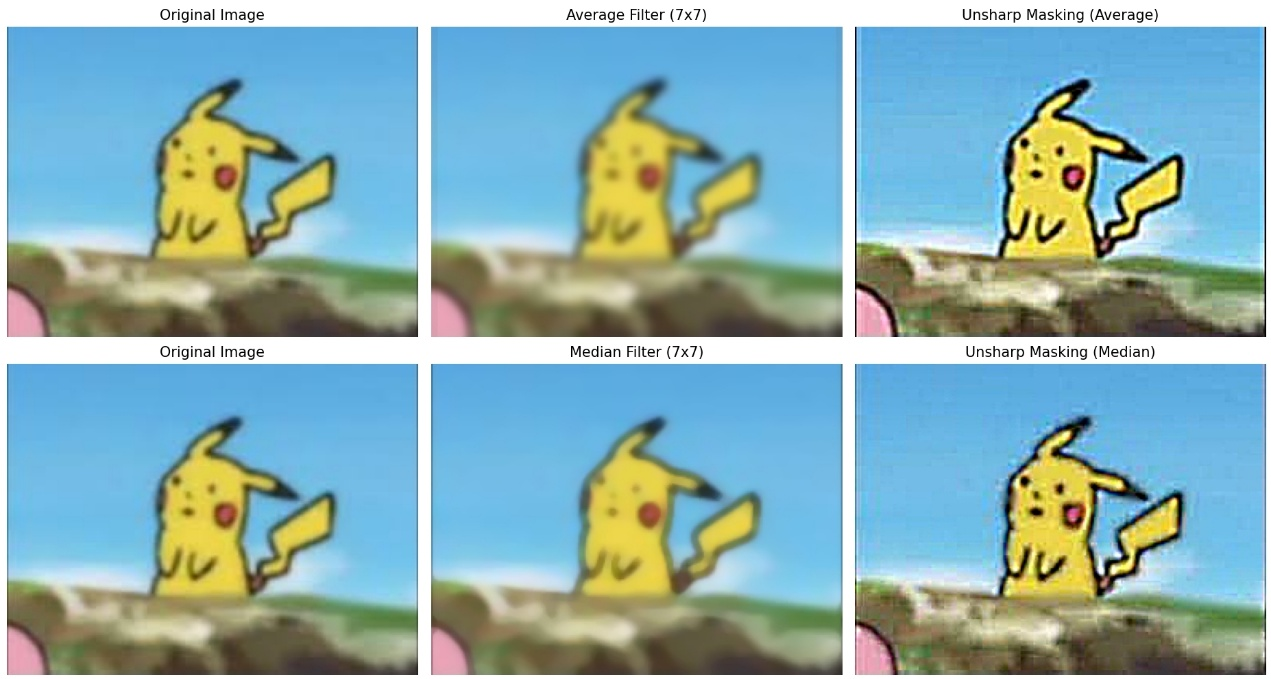 Original Image
Average Filter (7x7)
Unsharp Masking (Average)
Original Image
Median Filter (7x7)
Unsharp Masking (Median)